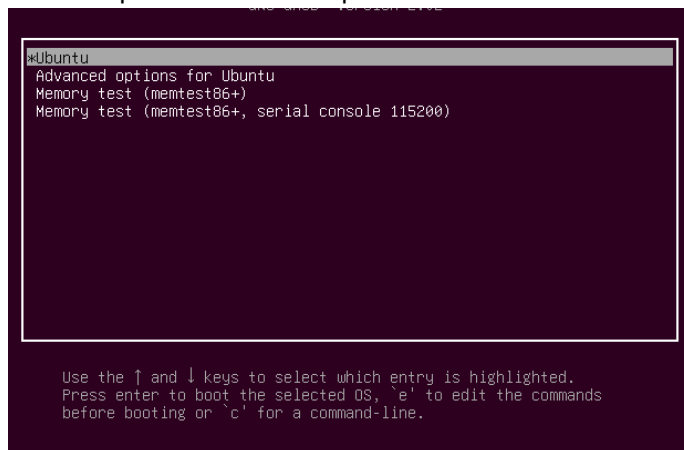 *Ubuntu
Advanced options for Ubuntu
Memory test (memtest86+)
Memory test (memtest86+, serial console 115200)
Use the ↑ and ↓ keys to select which entry is highlighted.
Press enter to boot the selected OS, `e' to edit the commands
before booting or `c' for a command-line.